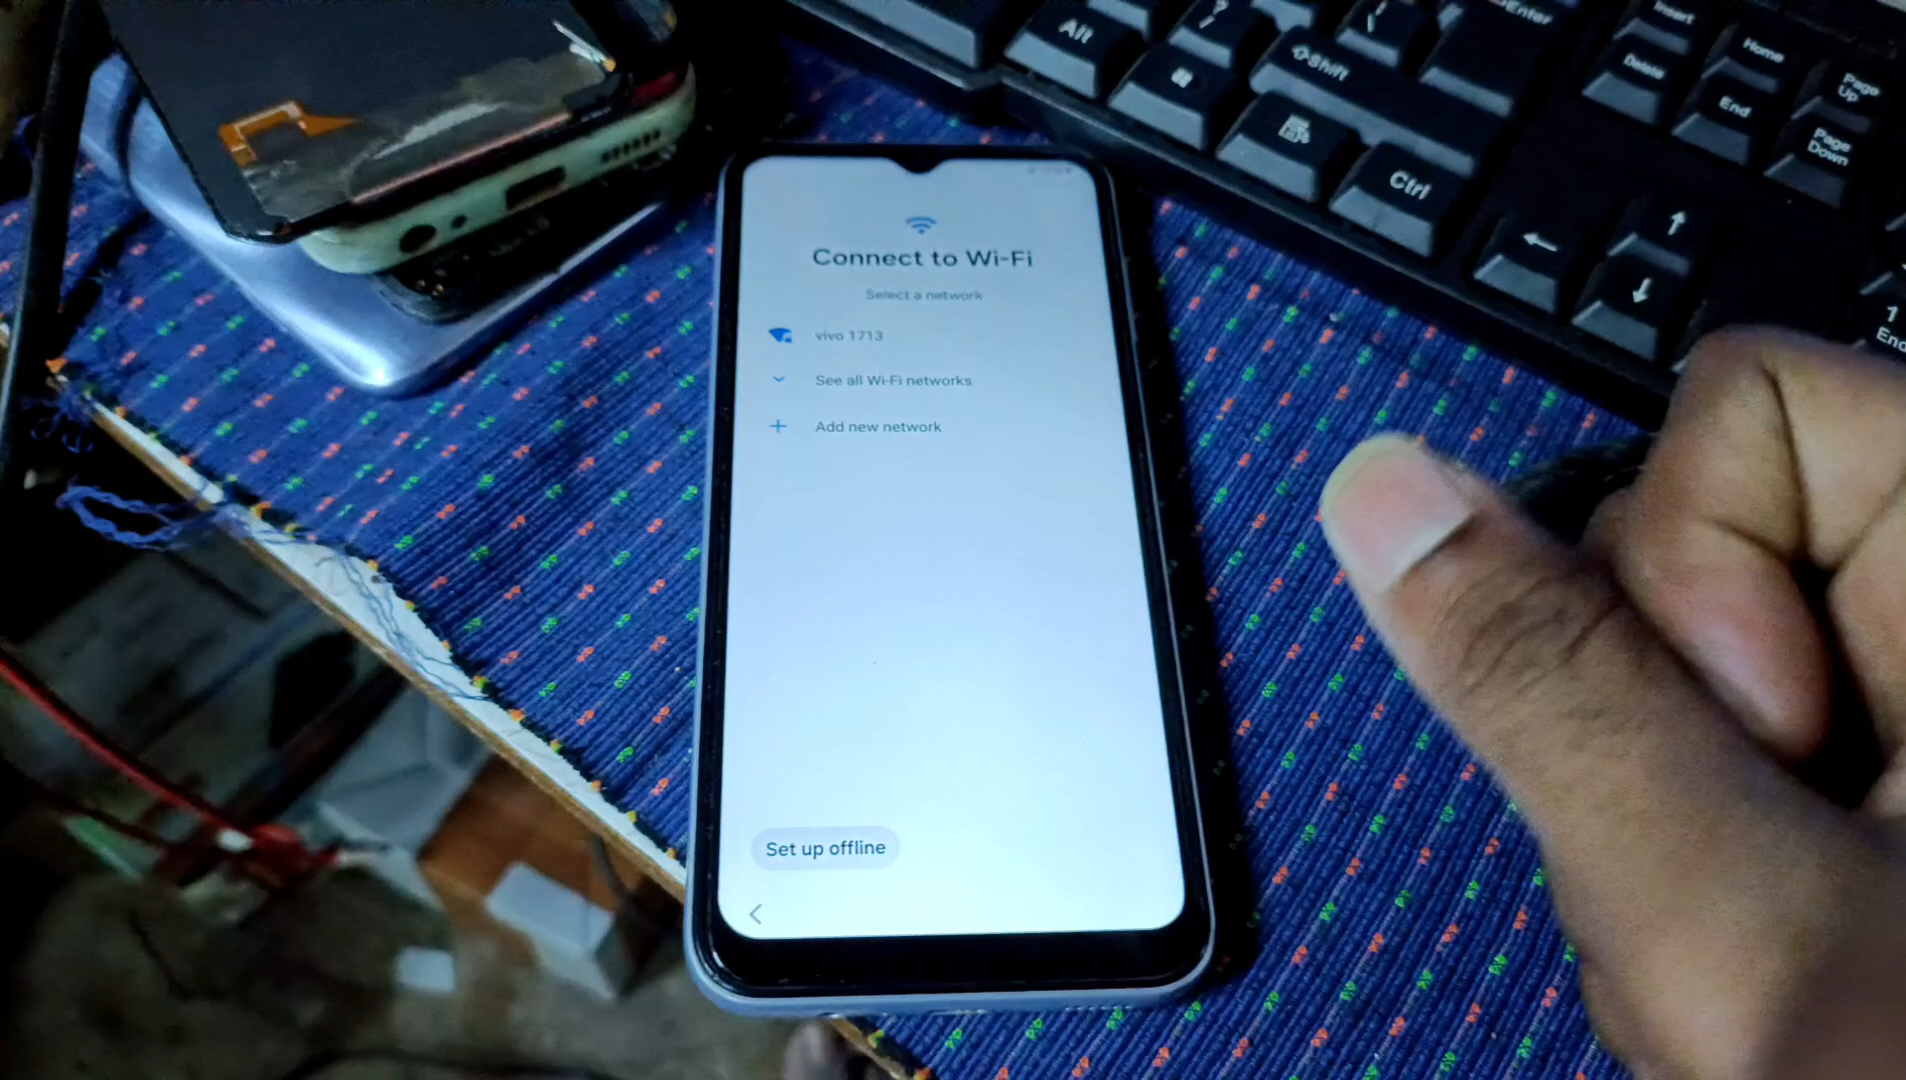 Alt
?
/
Enter
⇧Shift
Ctrl
Insert
Delete
Home
End
Page
Up
Page
Down
←
↑
↓
1
End
Connect to Wi-Fi
Select a network
vivo 1713
See all Wi-Fi networks
Add new network
Set up offline